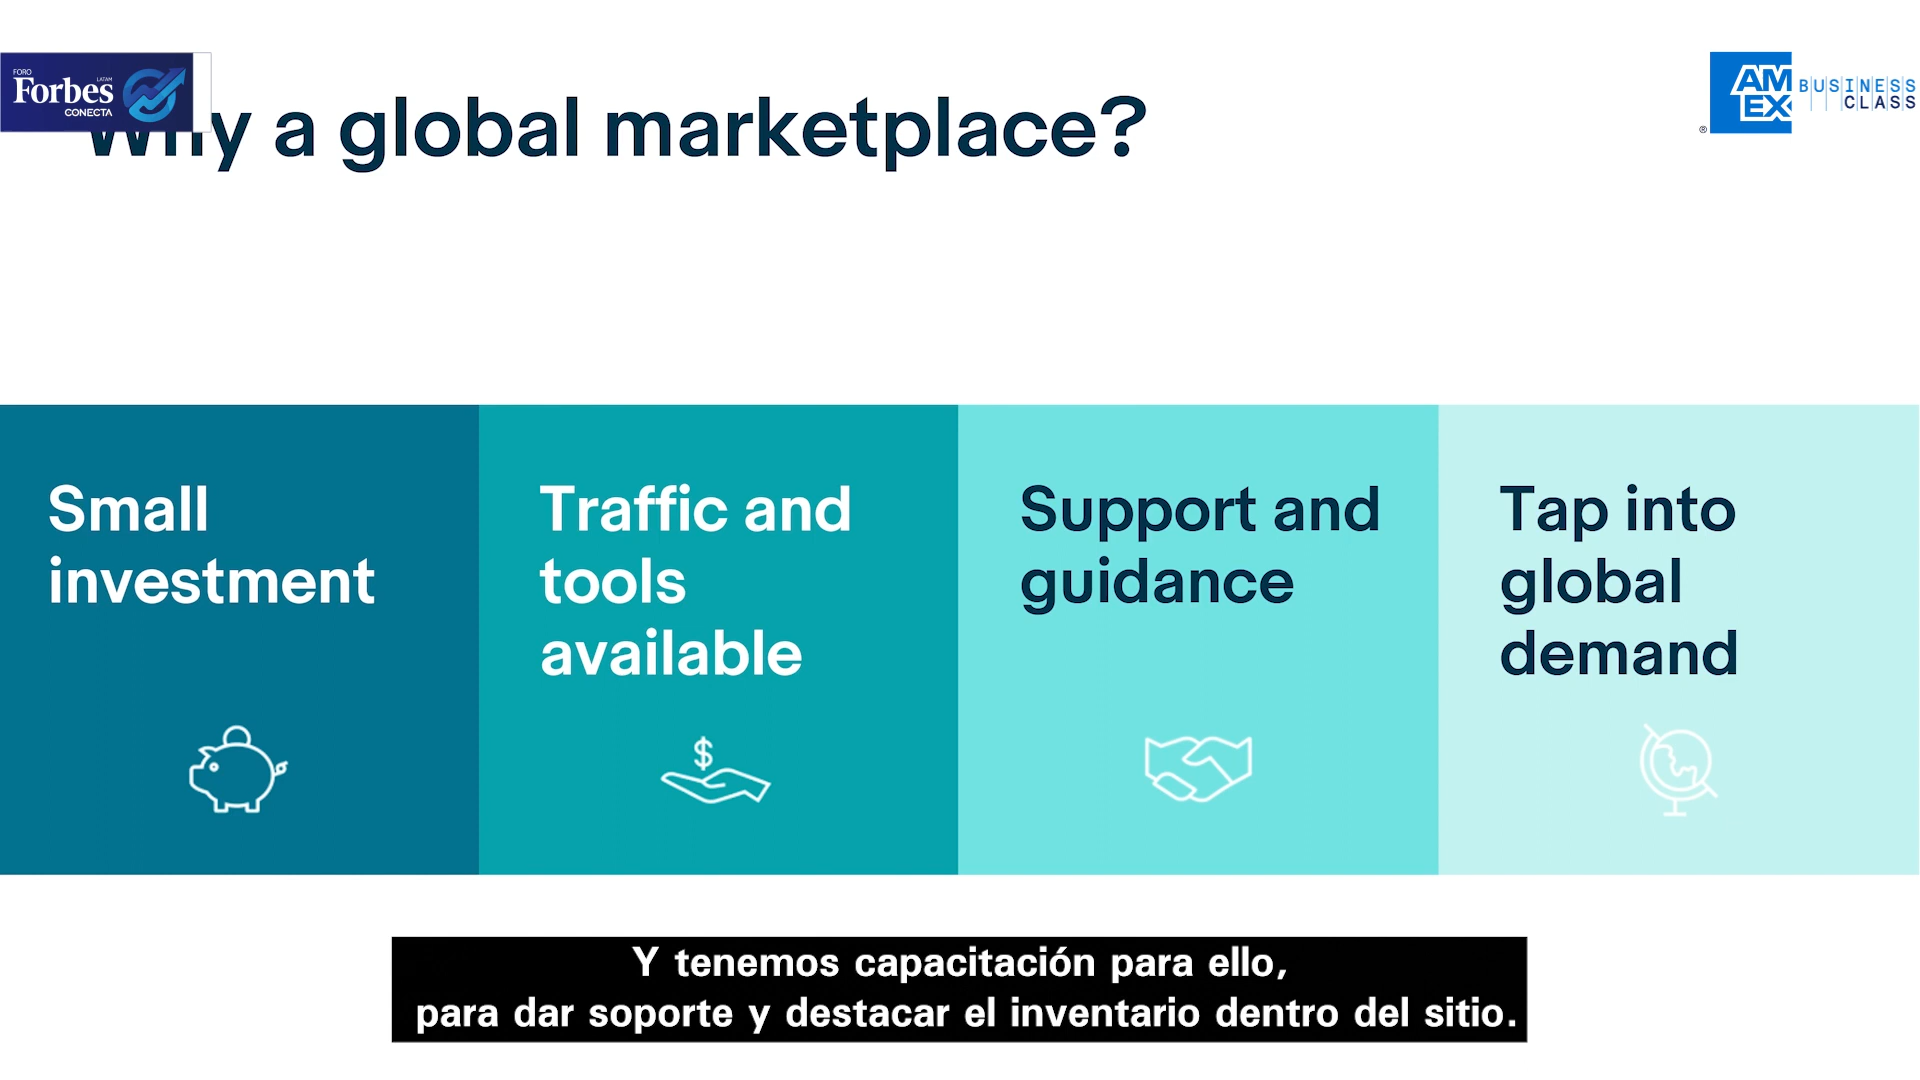 FORO
Forbes
LATAM
CONECTA
Why a global marketplace?
AM
EX
®
BUSINESS
CLASS
Small
investment
Traffic and
tools
available
$
Support and
guidance
Tap into
global
demand
Y tenemos capacitación para ello,
para dar soporte y destacar el inventario dentro del sitio.